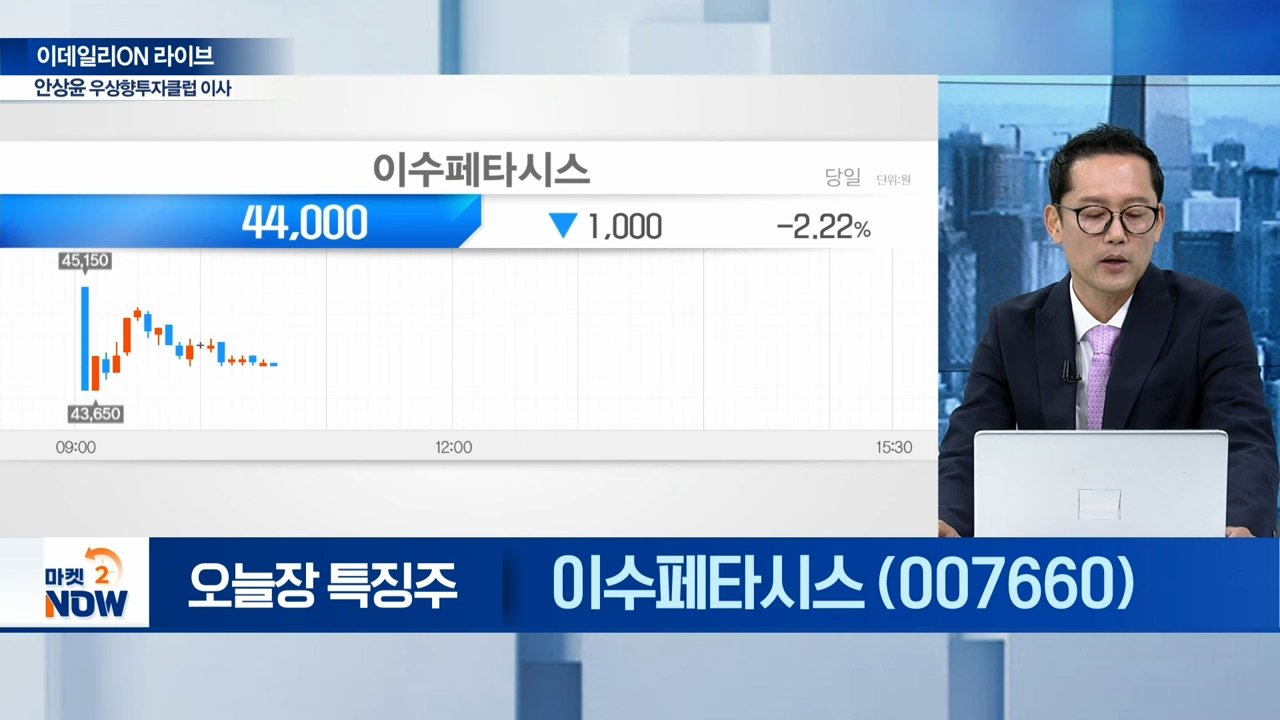 이데일리ON 라이브
안상윤 우상향투자클럽 이사
이수페타시스
당일 단위:원
44,000 ▼ 1,000 -2.22%
45,150
43,650
09:00 12:00 15:30
마켓 2
NOW
오늘장 특징주 이수페타시스 (007660)